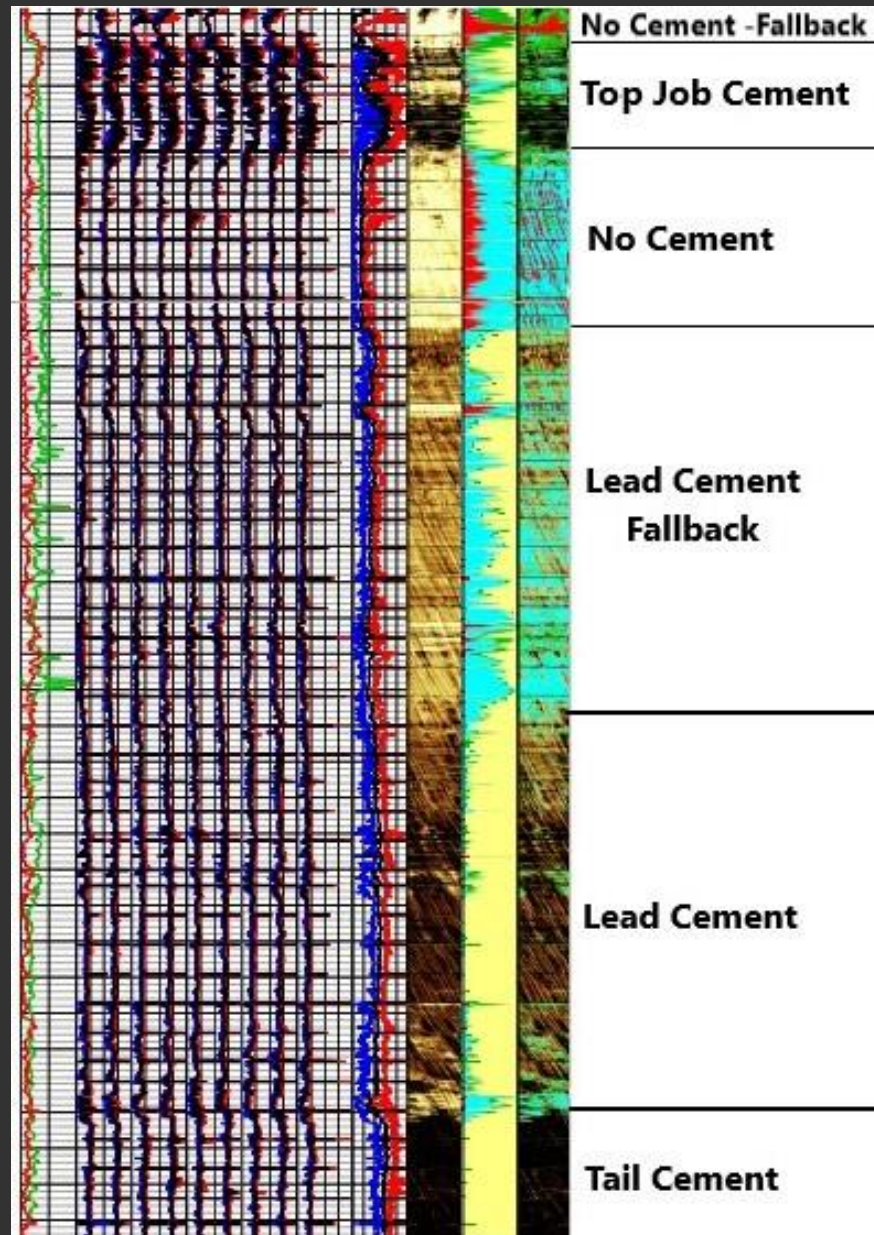 No Cement -Fallback
Top Job Cement
No Cement
Lead Cement
Fallback
Lead Cement
Tail Cement